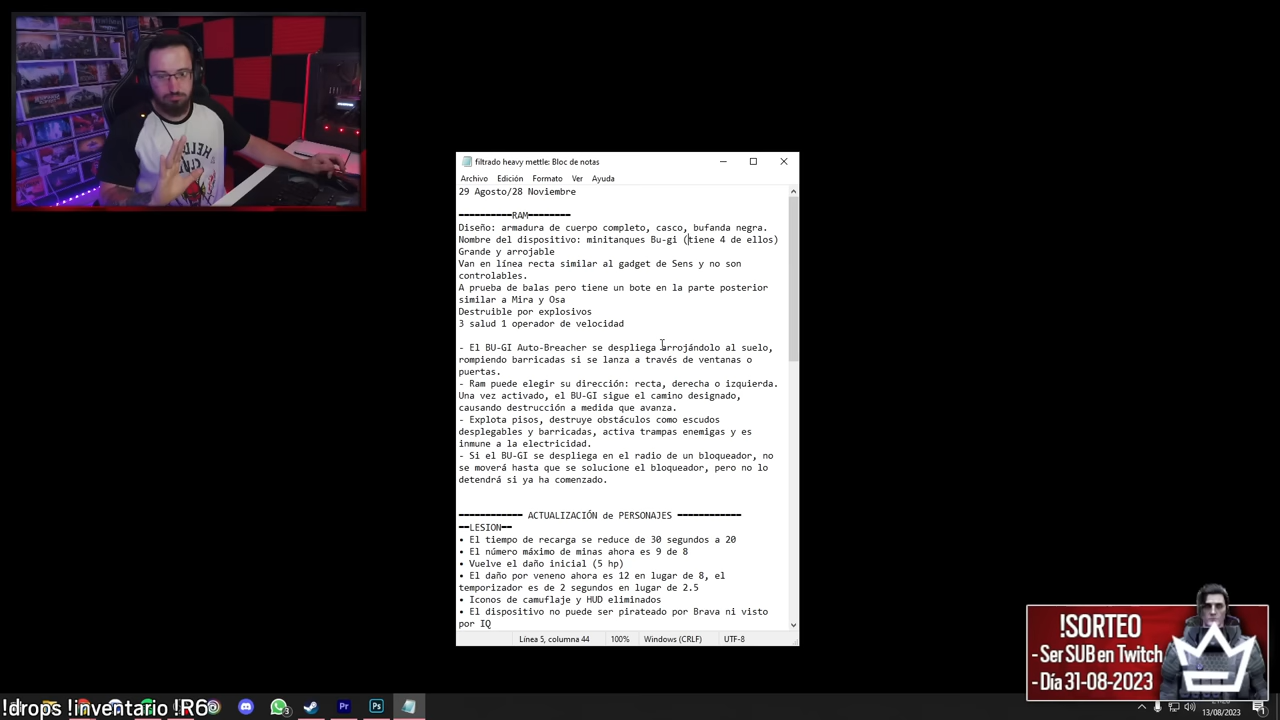 filtrado heavy mettle: Bloc de notas
Archivo Edición Formato Ver Ayuda
29 Agosto/28 Noviembre
==========RAM========
Diseño: armadura de cuerpo completo, casco, bufanda negra.
Nombre del dispositivo: minitanques Bu-gi (tiene 4 de ellos)
Grande y arrojable
Van en línea recta similar al gadget de Sens y no son
controlables.
A prueba de balas pero tiene un bote en la parte posterior
similar a Mira y Osa
Destruible por explosivos
3 salud 1 operador de velocidad
- El BU-GI Auto-Breacher se despliega arrojándolo al suelo,
rompiendo barricadas si se lanza a través de ventanas o
puertas.
- Ram puede elegir su dirección: recta, derecha o izquierda.
Una vez activado, el BU-GI sigue el camino designado,
causando destrucción a medida que avanza.
- Explota pisos, destruye obstáculos como escudos
desplegables y barricadas, activa trampas enemigas y es
inmune a la electricidad.
- Si el BU-GI se despliega en el radio de un bloqueador, no
se moverá hasta que se solucione el bloqueador, pero no lo
detendrá si ya ha comenzado.
============ ACTUALIZACIÓN de PERSONAJES ============
==LESION==
• El tiempo de recarga se reduce de 30 segundos a 20
• El número máximo de minas ahora es 9 de 8
• Vuelve el daño inicial (5 hp)
• El daño por veneno ahora es 12 en lugar de 8, el
temporizador es de 2 segundos en lugar de 2.5
• Iconos de camuflaje y HUD eliminados
• El dispositivo no puede ser pirateado por Brava ni visto
por IQ
Línea 5, columna 44 100% Windows (CRLF) UTF-8
!SORTEO
- Ser SUB en Twitch
- Día 31-08-2023
!drops !inventario !R6
13/08/2023